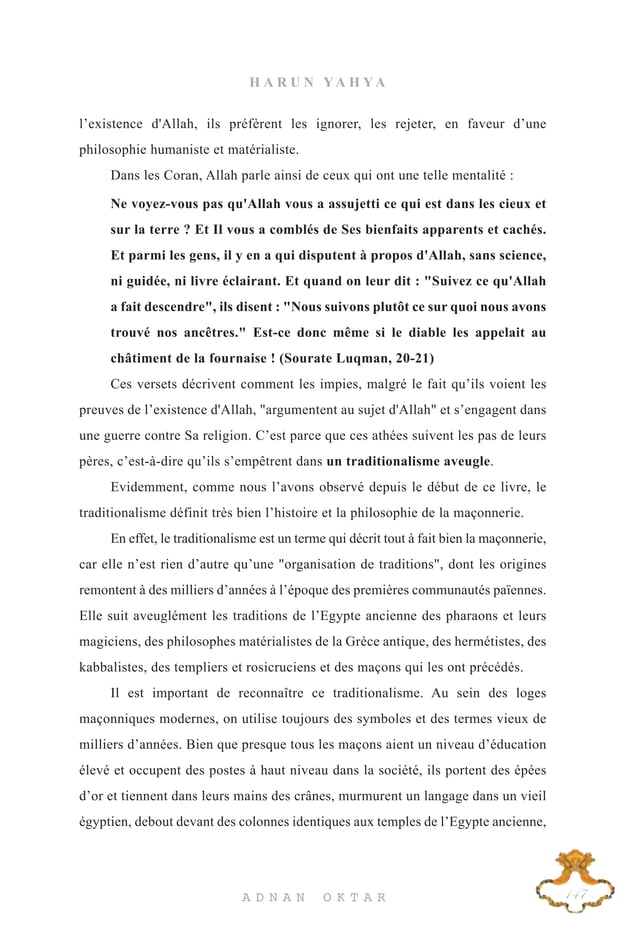 HARUN YAHYA
l’existence d'Allah, ils préfèrent les ignorer, les rejeter, en faveur d’une
philosophie humaniste et matérialiste.
Dans les Coran, Allah parle ainsi de ceux qui ont une telle mentalité :
Ne voyez-vous pas qu'Allah vous a assujetti ce qui est dans les cieux et
sur la terre ? Et Il vous a comblés de Ses bienfaits apparents et cachés.
Et parmi les gens, il y en a qui disputent à propos d'Allah, sans science,
ni guidée, ni livre éclairant. Et quand on leur dit : "Suivez ce qu'Allah
a fait descendre", ils disent : "Nous suivons plutôt ce sur quoi nous avons
trouvé nos ancêtres." Est-ce donc même si le diable les appelait au
châtiment de la fournaise ! (Sourate Luqman, 20-21)
Ces versets décrivent comment les impies, malgré le fait qu’ils voient les
preuves de l’existence d'Allah, "argumentent au sujet d'Allah" et s’engagent dans
une guerre contre Sa religion. C’est parce que ces athées suivent les pas de leurs
pères, c’est-à-dire qu’ils s’empêtrent dans un traditionalisme aveugle.
Evidemment, comme nous l’avons observé depuis le début de ce livre, le
traditionalisme définit très bien l’histoire et la philosophie de la maçonnerie.
En effet, le traditionalisme est un terme qui décrit tout à fait bien la maçonnerie,
car elle n’est rien d’autre qu’une "organisation de traditions", dont les origines
remontent à des milliers d’années à l’époque des premières communautés païennes.
Elle suit aveuglément les traditions de l’Egypte ancienne des pharaons et leurs
magiciens, des philosophes matérialistes de la Grèce antique, des hermétistes, des
kabbalistes, des templiers et rosicruciens et des maçons qui les ont précédés.
Il est important de reconnaître ce traditionalisme. Au sein des loges
maçonniques modernes, on utilise toujours des symboles et des termes vieux de
milliers d’années. Bien que presque tous les maçons aient un niveau d’éducation
élevé et occupent des postes à haut niveau dans la société, ils portent des épées
d’or et tiennent dans leurs mains des crânes, murmurent un langage dans un vieil
égyptien, debout devant des colonnes identiques aux temples de l’Egypte ancienne,
147
ADNAN OKTAR